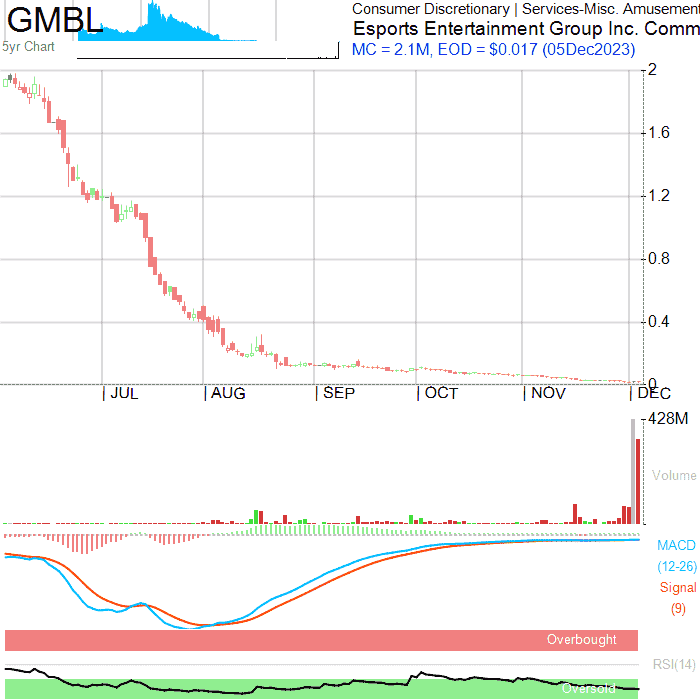 GMBL
5yr Chart
Consumer Discretionary | Services-Misc. Amusement
Esports Entertainment Group Inc. Comm
MC = 2.1M, EOD = $0.017 (05Dec2023)
2
1.6
1.2
0.8
0.4
0
| JUL | AUG | SEP | OCT | NOV | DEC
428M
Volume
MACD
(12-26)
Signal
(9)
Overbought
RSI(14)
Oversold